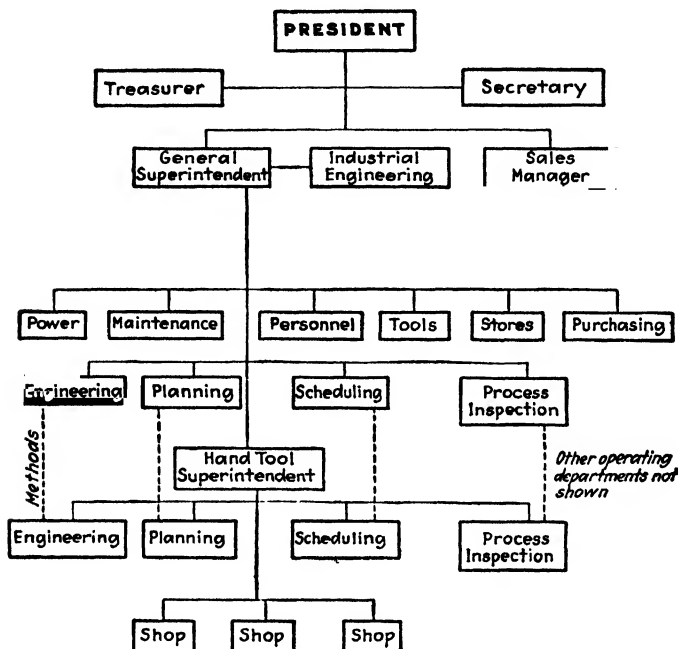 PRESIDENT
Treasurer
Secretary
General
Superintendent
Industrial
Engineering
Sales
Manager
Power
Maintenance
Personnel
Tools
Stores
Purchasing
Engineering
Planning
Scheduling
Process
Inspection
Methods
Hand Tool
Superintendent
Other operating
departments not
shown
Engineering
Planning
Scheduling
Process
Inspection
Shop
Shop
Shop